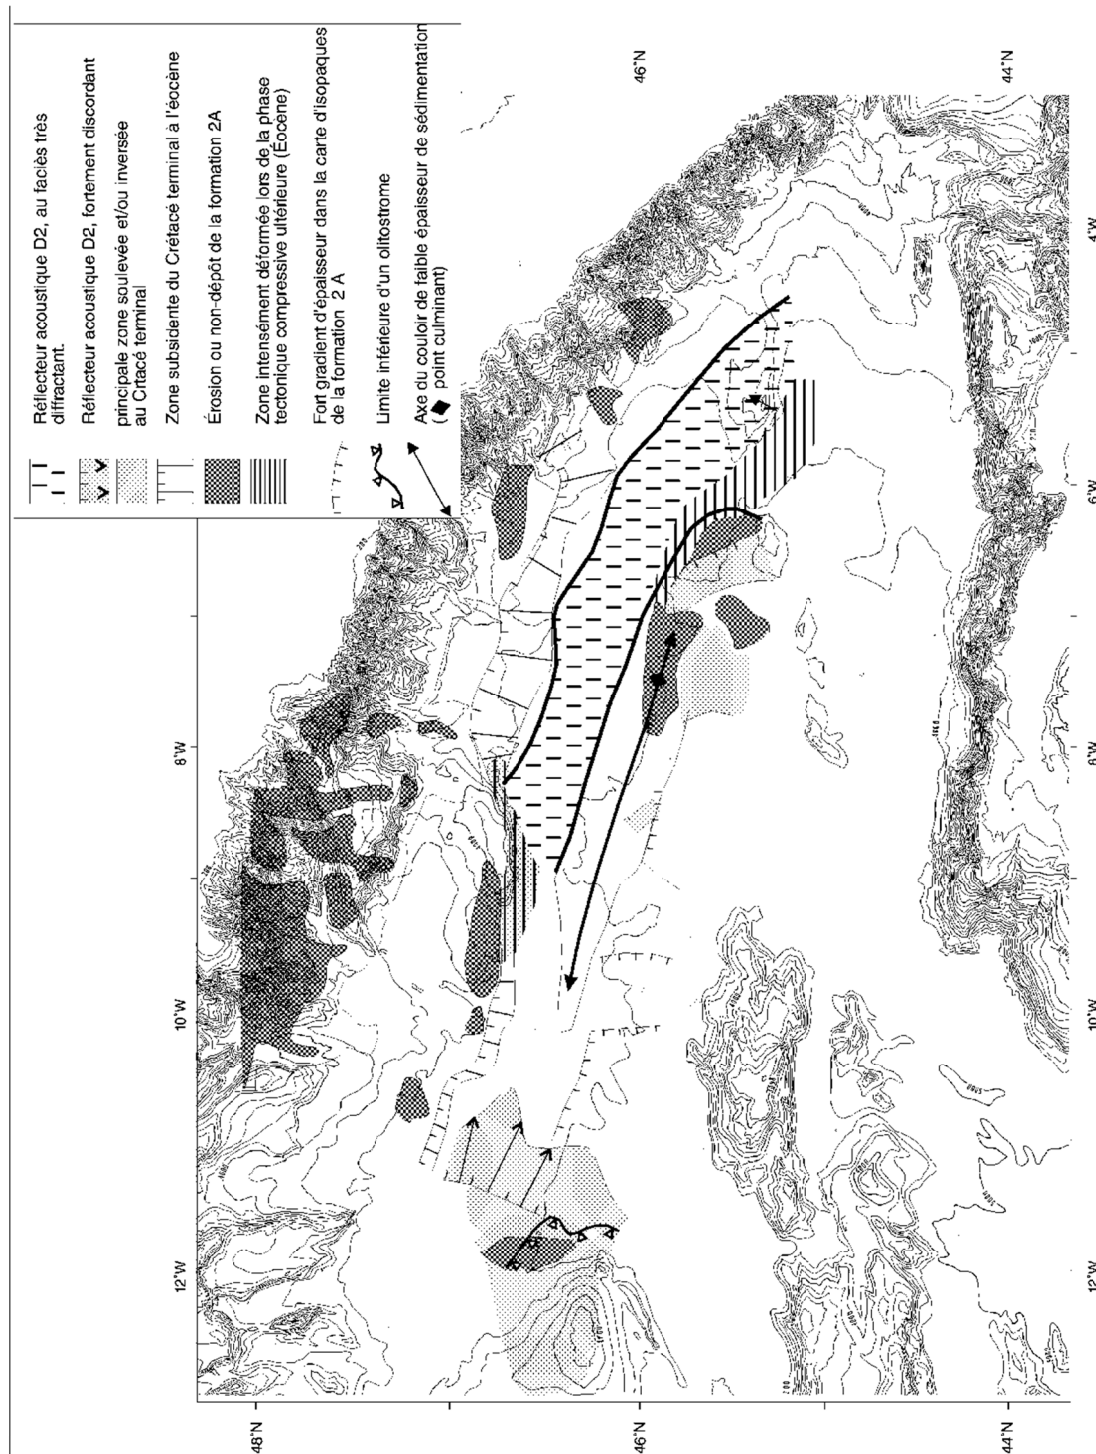 Réflecteur acoustique D2, au faciès très
diffractant.
Réflecteur acoustique D2, fortement discordant
principale zone soulevée et/ou inversée
au Crtacé terminal
Zone subsidente du Crétacé terminal à l'éocène
Érosion ou non-dépôt de la formation 2A
Zone intensément déformée lors de la phase
tectonique compressive ultérieure (Éocène)
Fort gradient d'épaisseur dans la carte d'isopaques
de la formation 2 A
Limite inférieure d'un olitostrome
Axe du couloir de faible épaisseur de sédimentation
( point culminant)
48°N
46°N
44°N
46°N
44°N
12°W
10°W
8°W
12°W
10°W
8°W
6°W
4°W